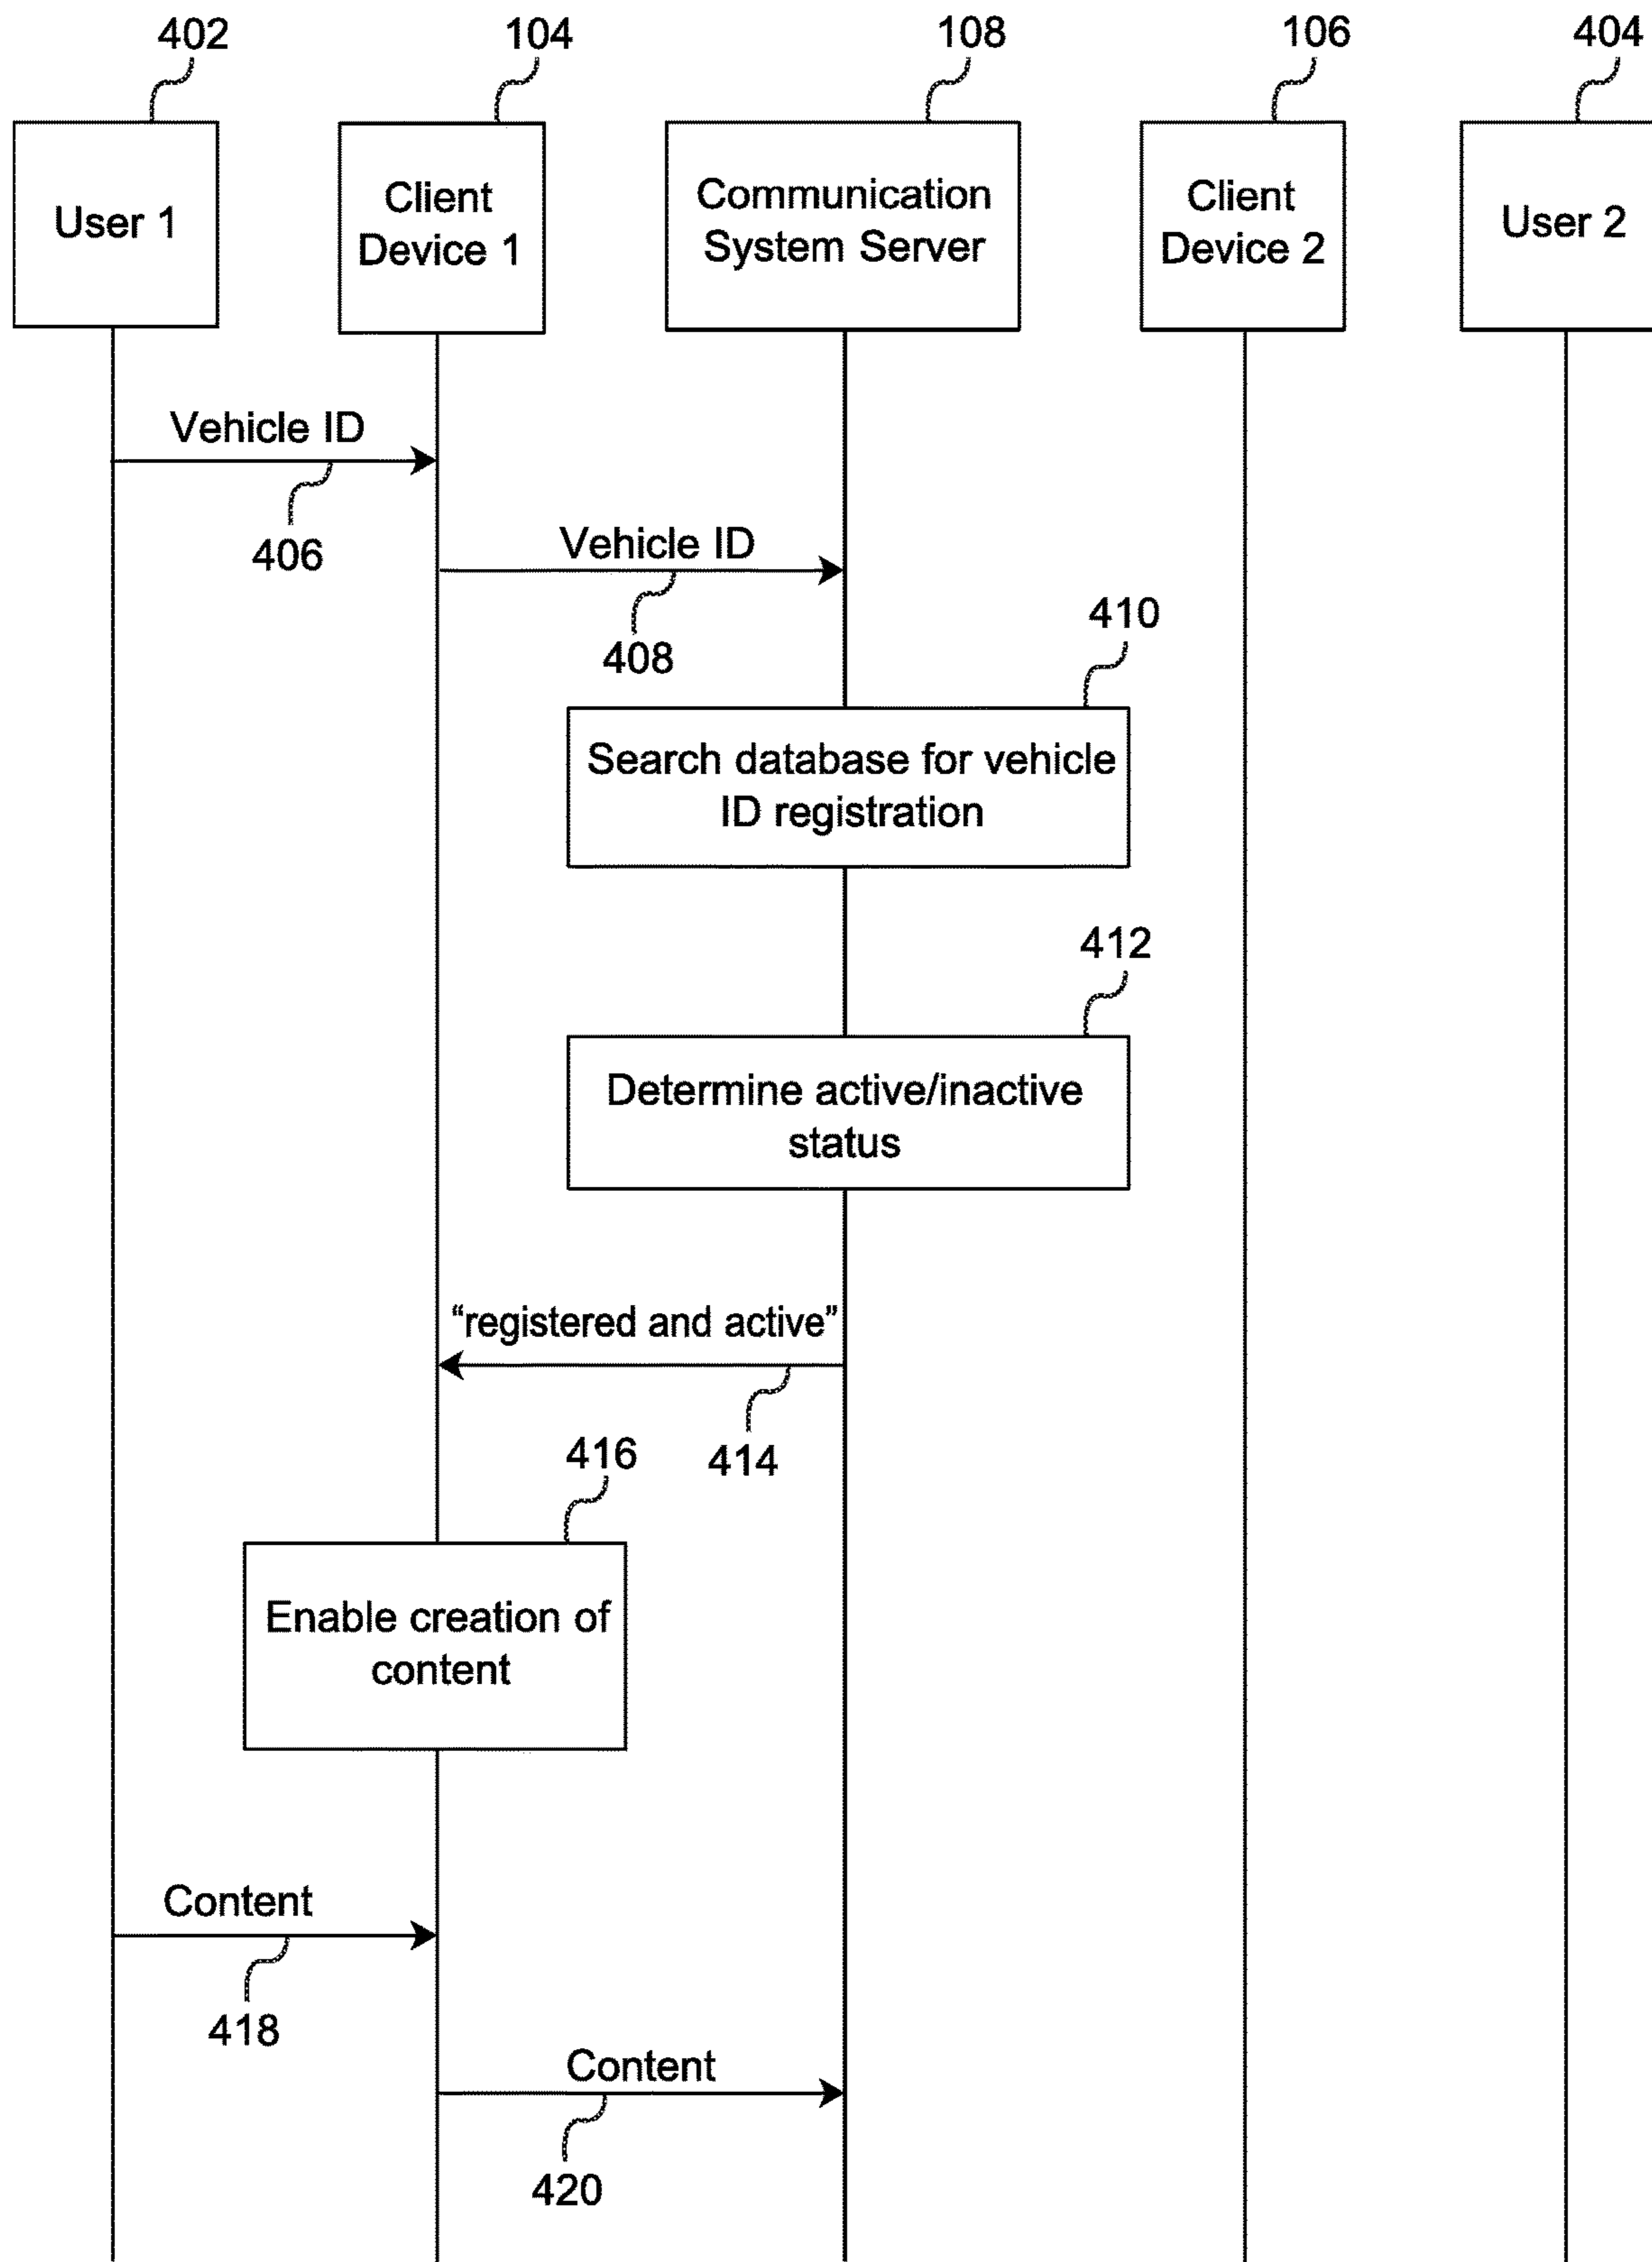 402
104
108
106
404
User 1
Client
Device 1
Communication
System Server
Client
Device 2
User 2
Vehicle ID
406
Vehicle ID
408
410
Search database for vehicle
ID registration
412
Determine active/inactive
status
“registered and active”
414
416
Enable creation of
content
Content
418
Content
420